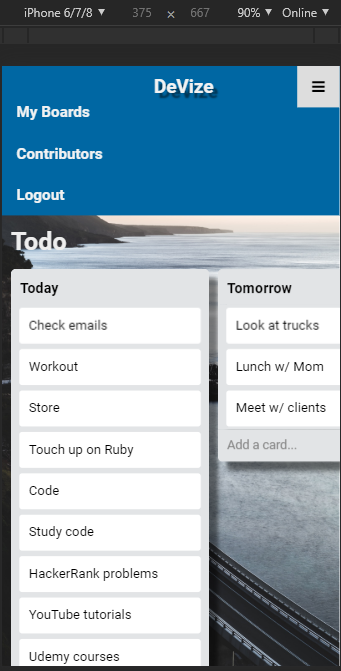 iPhone 6/7/8 ▼ 375 × 667 90% ▼ Online ▼
DeVize
My Boards
Contributors
Logout
Todo
Today
Check emails
Workout
Store
Touch up on Ruby
Code
Study code
HackerRank problems
YouTube tutorials
Udemy courses
Tomorrow
Look at trucks
Lunch w/ Mom
Meet w/ clients
Add a card...